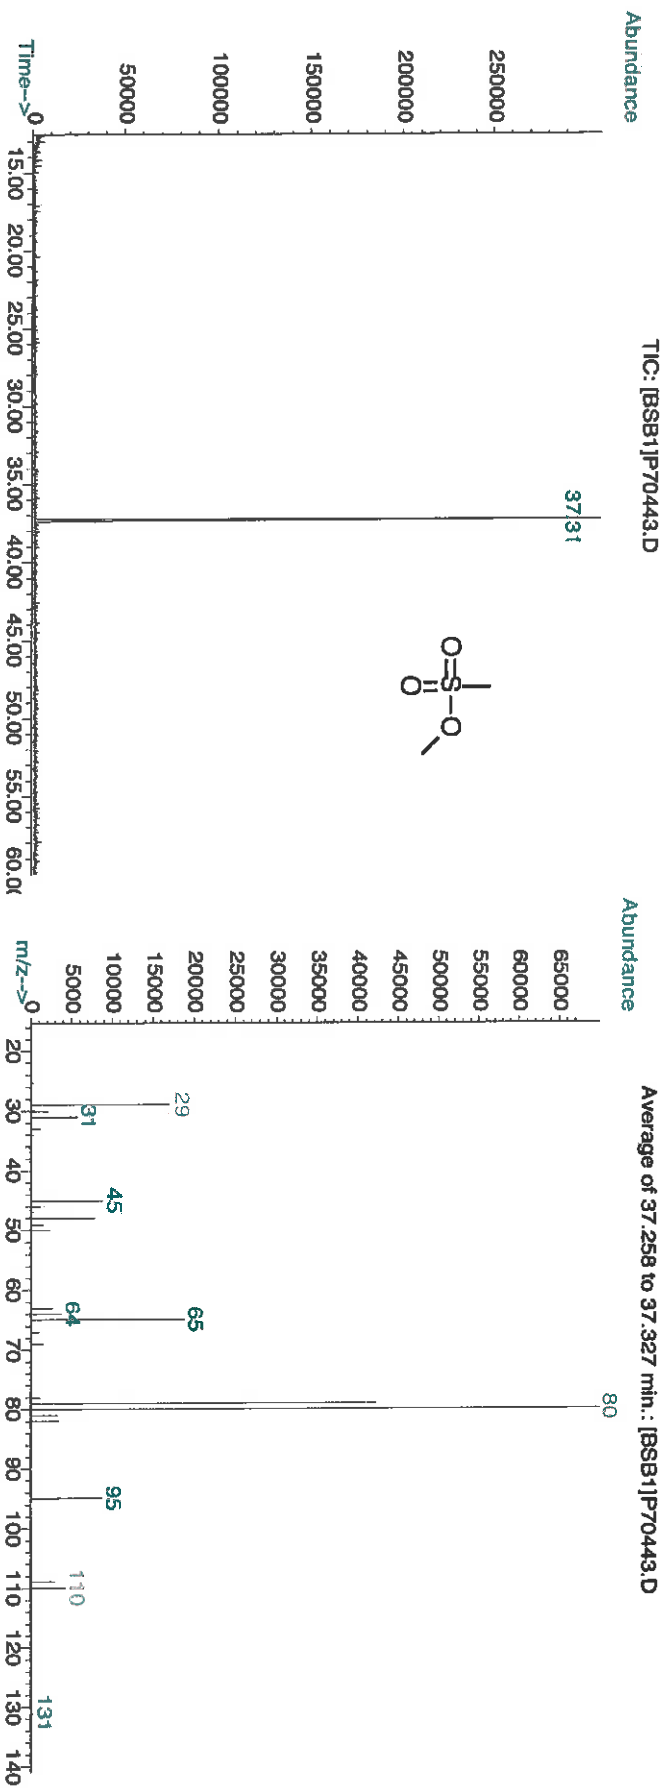 Abundance
TIC: [BSB1]P70443.D
250000
200000
150000
100000
50000
0
Time-->
15.00 20.00 25.00 30.00 35.00 40.00 45.00 50.00 55.00 60.0(
37.31
O
S
O
O
Abundance
Average of 37.258 to 37.327 min.: [BSB1]P70443.D
65000
60000
55000
50000
45000
40000
35000
30000
25000
20000
15000
10000
5000
0
m/z-->
20 30 40 50 60 70 80 90 100 110 120 130 140
29
31
45
64
65
80
95
110
131